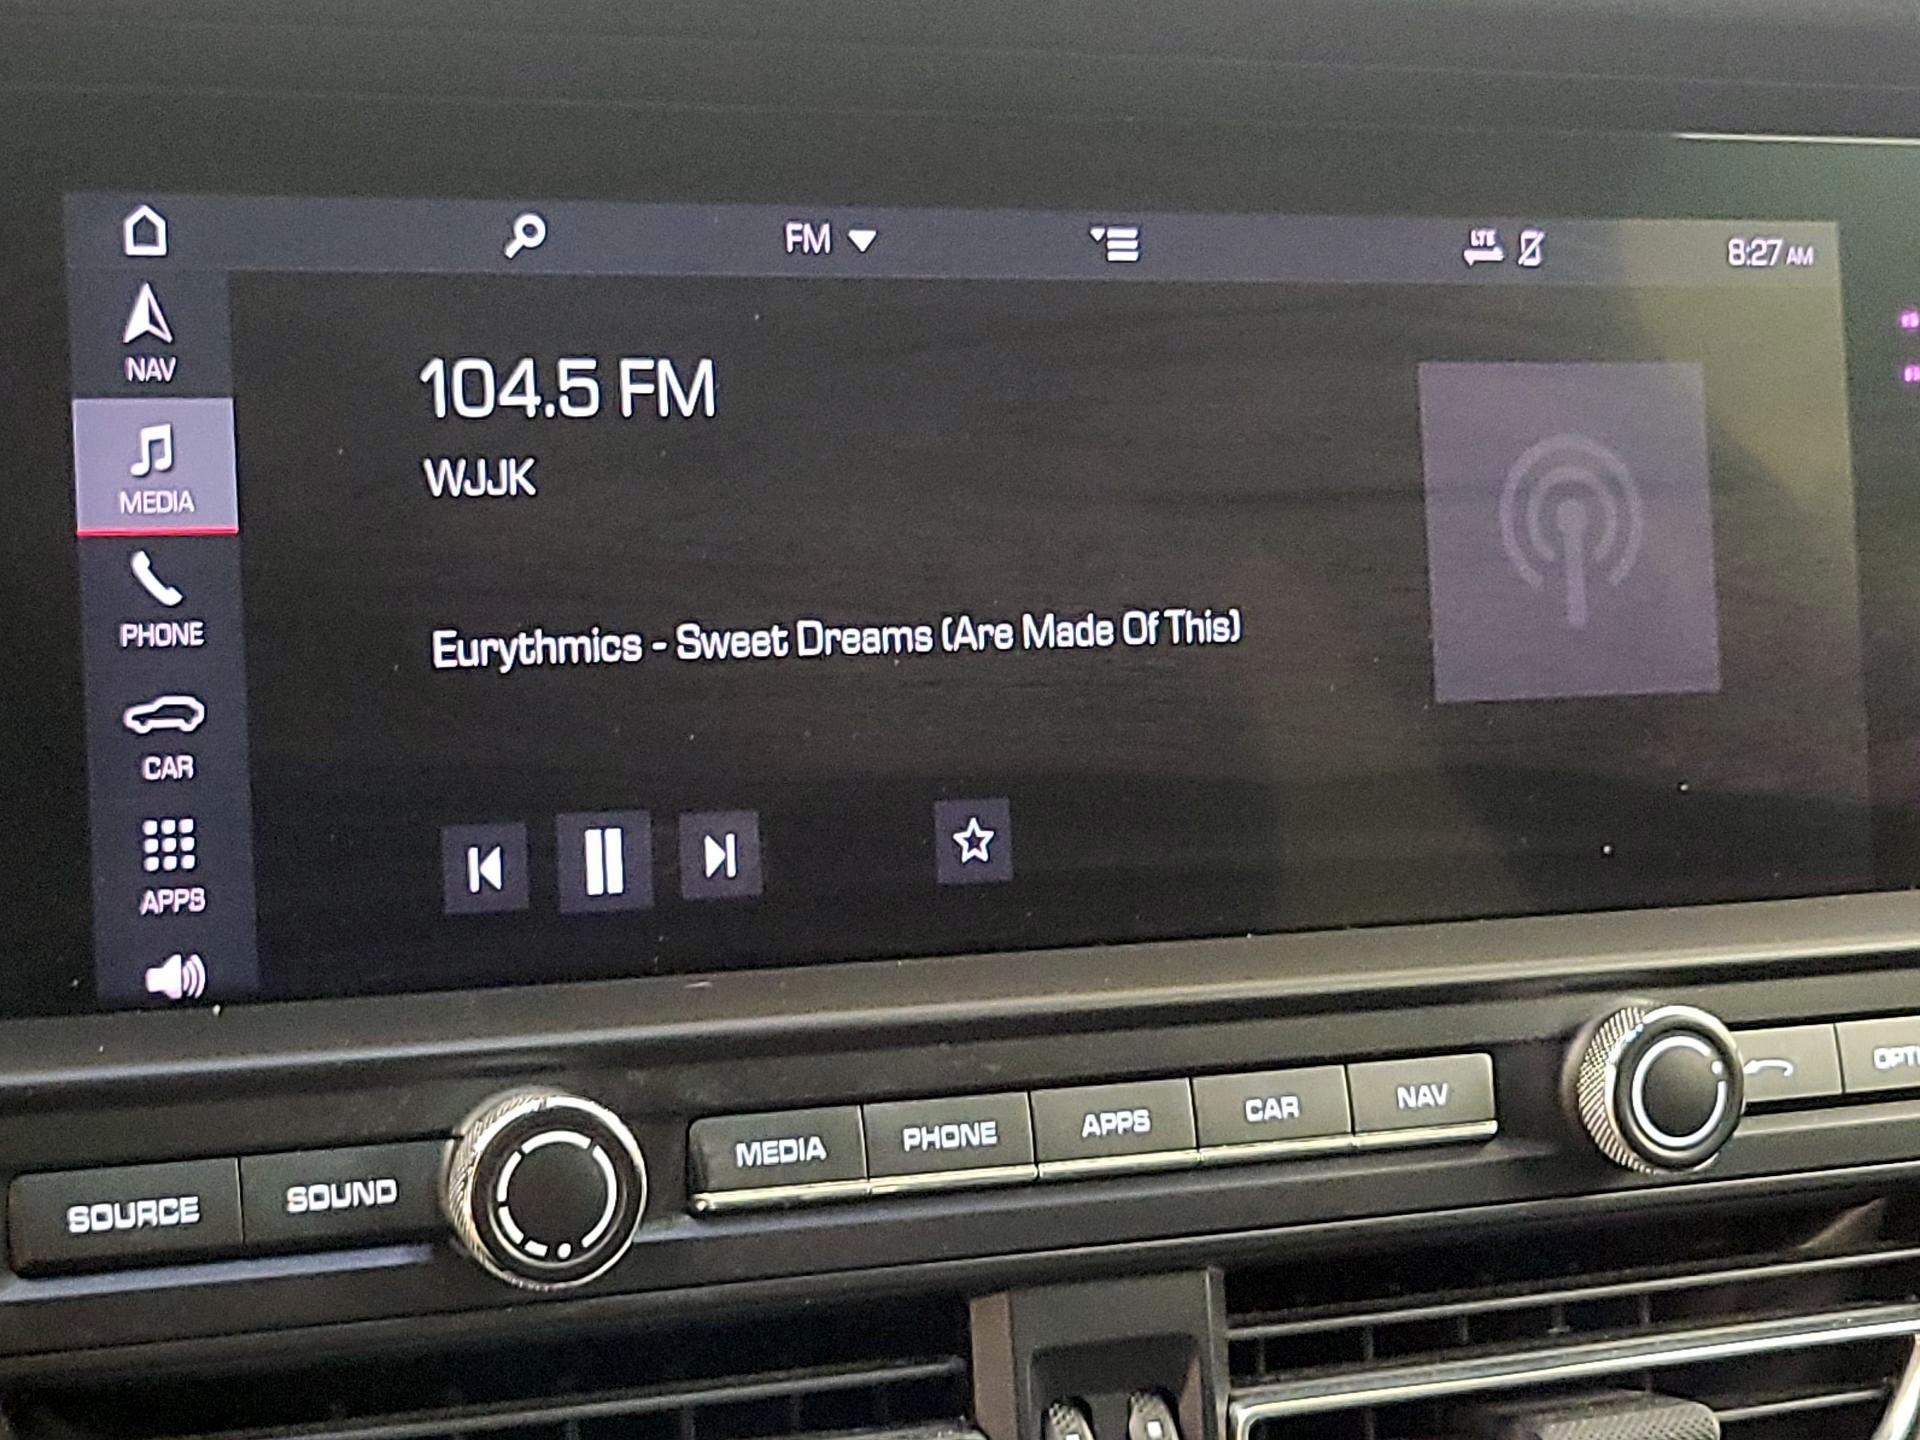 FM
LTE
8:27 AM
NAV
104.5 FM
MEDIA
WJJK
PHONE
Eurythmics - Sweet Dreams (Are Made Of This)
CAR
APPS
SOURCE
SOUND
MEDIA
PHONE
APPS
CAR
NAV